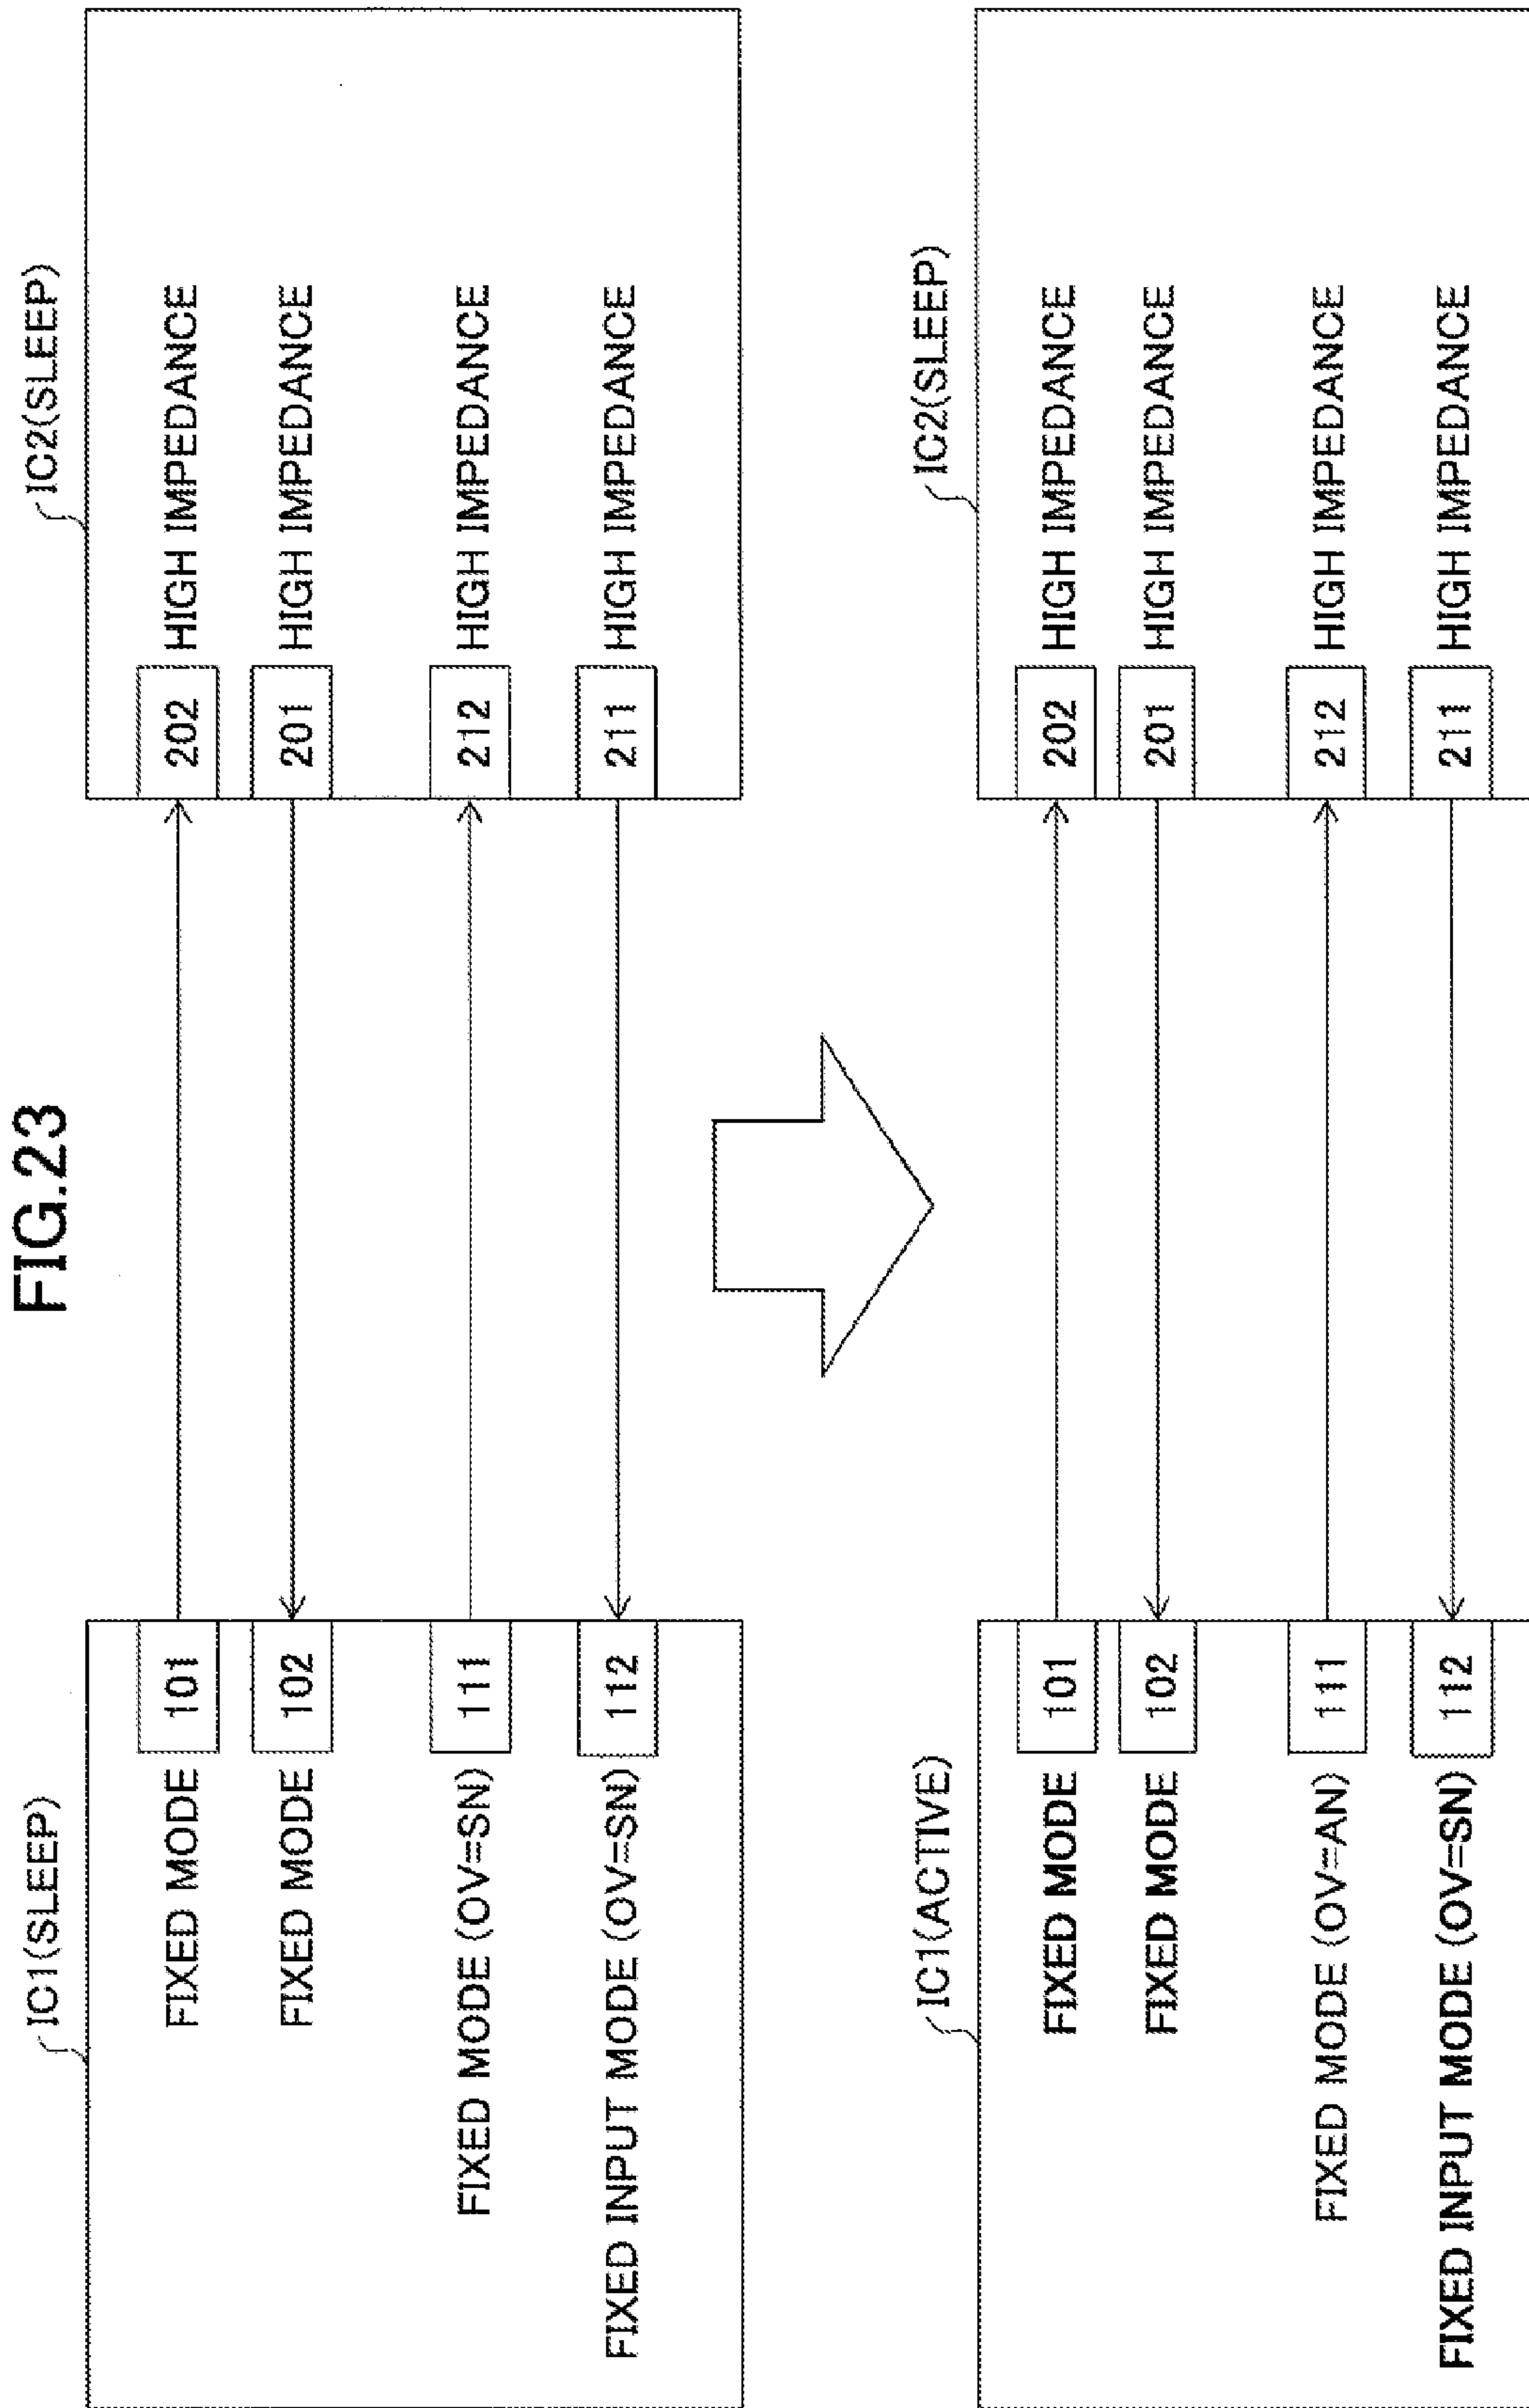 FIG.23
IC1(SLEEP)
IC2(SLEEP)
FIXED MODE 101
202 HIGH IMPEDANCE
FIXED MODE 102
201 HIGH IMPEDANCE
FIXED MODE (OV=SN) 111
212 HIGH IMPEDANCE
FIXED INPUT MODE (OV=SN) 112
211 HIGH IMPEDANCE
IC1(ACTIVE)
IC2(SLEEP)
FIXED MODE 101
202 HIGH IMPEDANCE
FIXED MODE 102
201 HIGH IMPEDANCE
FIXED MODE (OV=AN) 111
212 HIGH IMPEDANCE
FIXED INPUT MODE (OV=SN) 112
211 HIGH IMPEDANCE